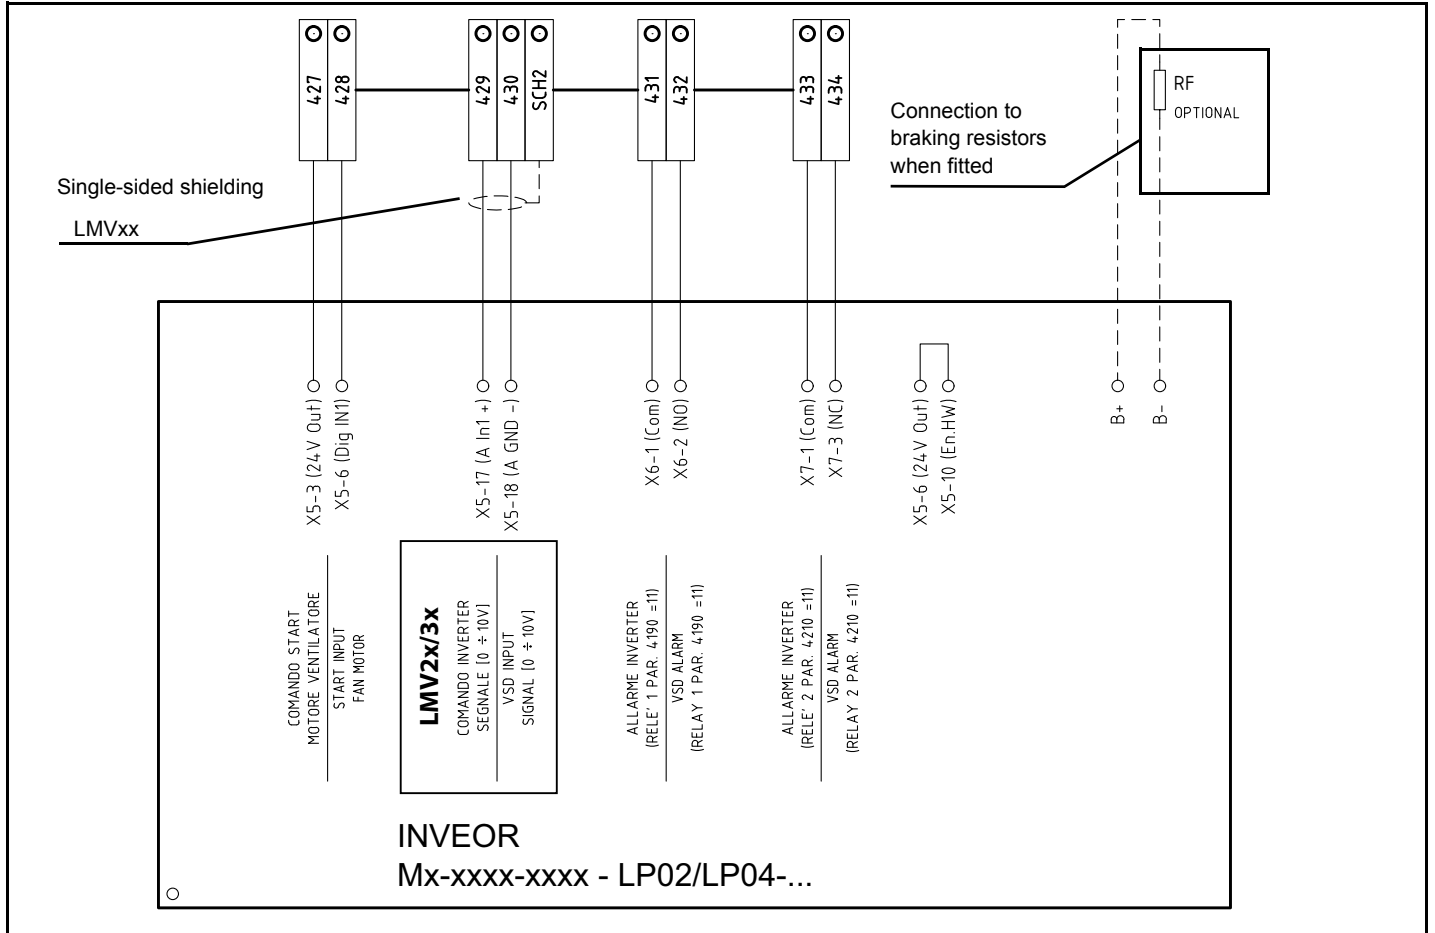 427
428
429
430
SCH2
431
432
433
434
RF
OPTIONAL
Connection to
braking resistors
when fitted
Single-sided shielding
LMVxx
X5-3 (24V Out)
X5-6 (Dig IN1)
X5-17 (A In1 +)
X5-18 (A GND -)
X6-1 (Com)
X6-2 (NO)
X7-1 (Com)
X7-3 (NC)
X5-6 (24V Out)
X5-10 (En.HW)
B+
B-
COMANDO START
MOTORE VENTILATORE
START INPUT
FAN MOTOR
LMV2x/3x
COMANDO INVERTER
SEGNALE [0 ÷ 10V]
VSD INPUT
SIGNAL [0 ÷ 10V]
ALLARME INVERTER
(RELE' 1 PAR. 4190 =11)
VSD ALARM
(RELAY 1 PAR. 4190 =11)
ALLARME INVERTER
(RELE' 2 PAR. 4210 =11)
VSD ALARM
(RELAY 2 PAR. 4210 =11)
INVEOR
Mx-xxxx-xxxx - LP02/LP04-...